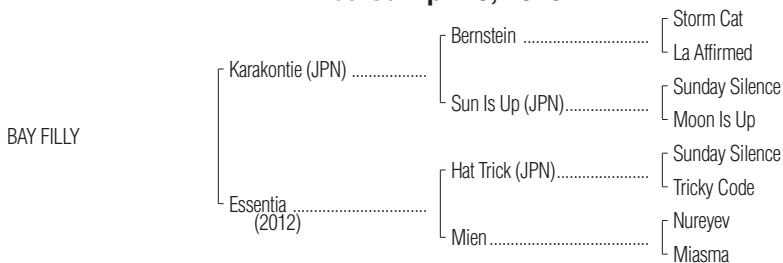 Storm Cat
Bernstein ..............................
La Affirmed
Karakontie (JPN) ..................
Sunday Silence
Sun Is Up (JPN)....................
Moon Is Up
BAY FILLY
Sunday Silence
Hat Trick (JPN)......................
Tricky Code
Essentia ................................
(2012)
Nureyev
Mien......................................
Miasma